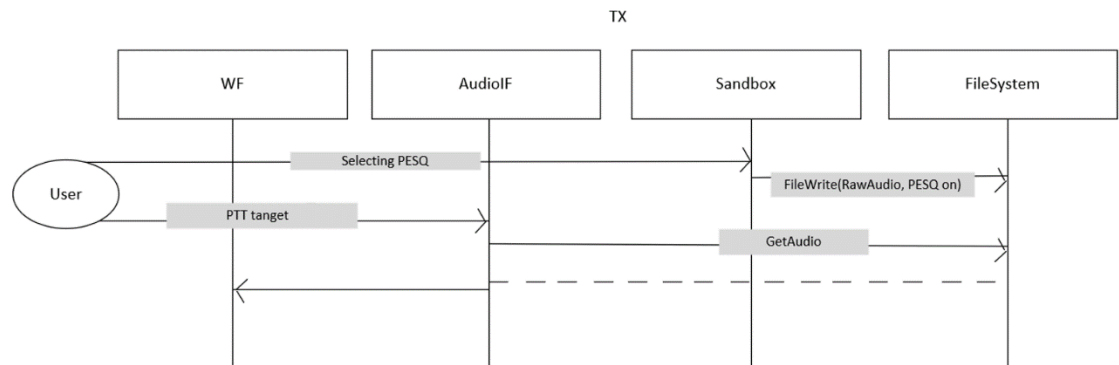 TX
WF
AudioIF
Sandbox
FileSystem
Selecting PESQ
User
FileWrite(RawAudio, PESQ on)
PTT tanget
GetAudio